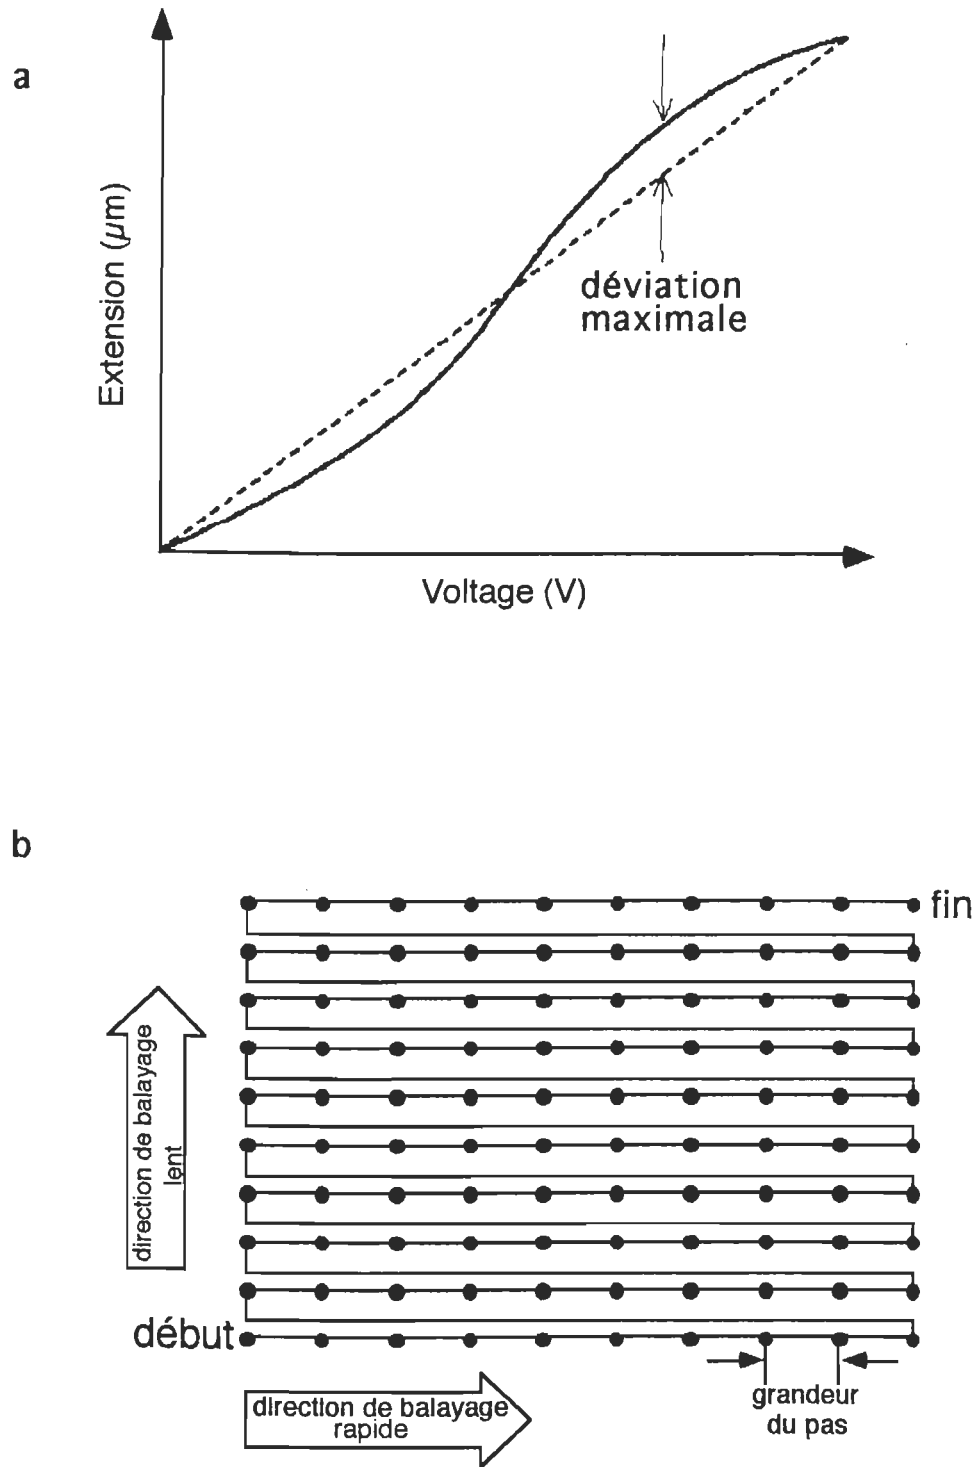 a
Extension (µm)
déviation
maximale
Voltage (V)
b
fin
direction de balayage
lent
début
direction de balayage
rapide
grandeur
du pas